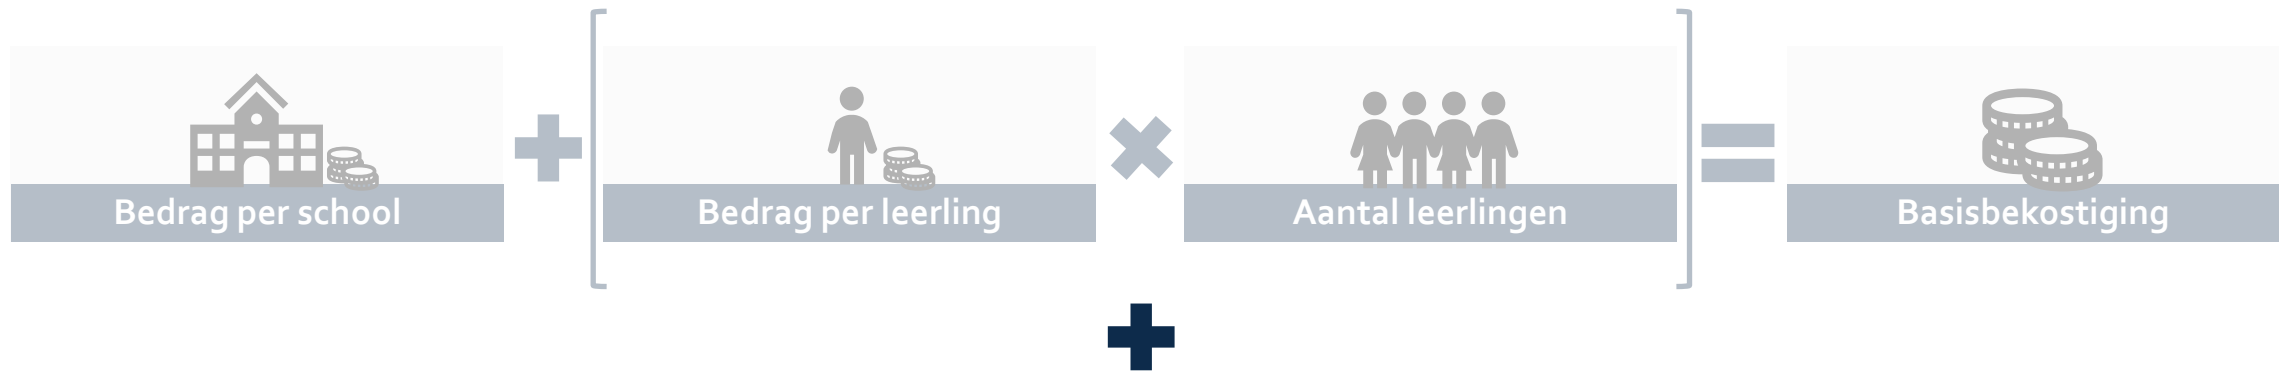 Bedrag per school
Bedrag per leerling
Aantal leerlingen
Basisbekostiging